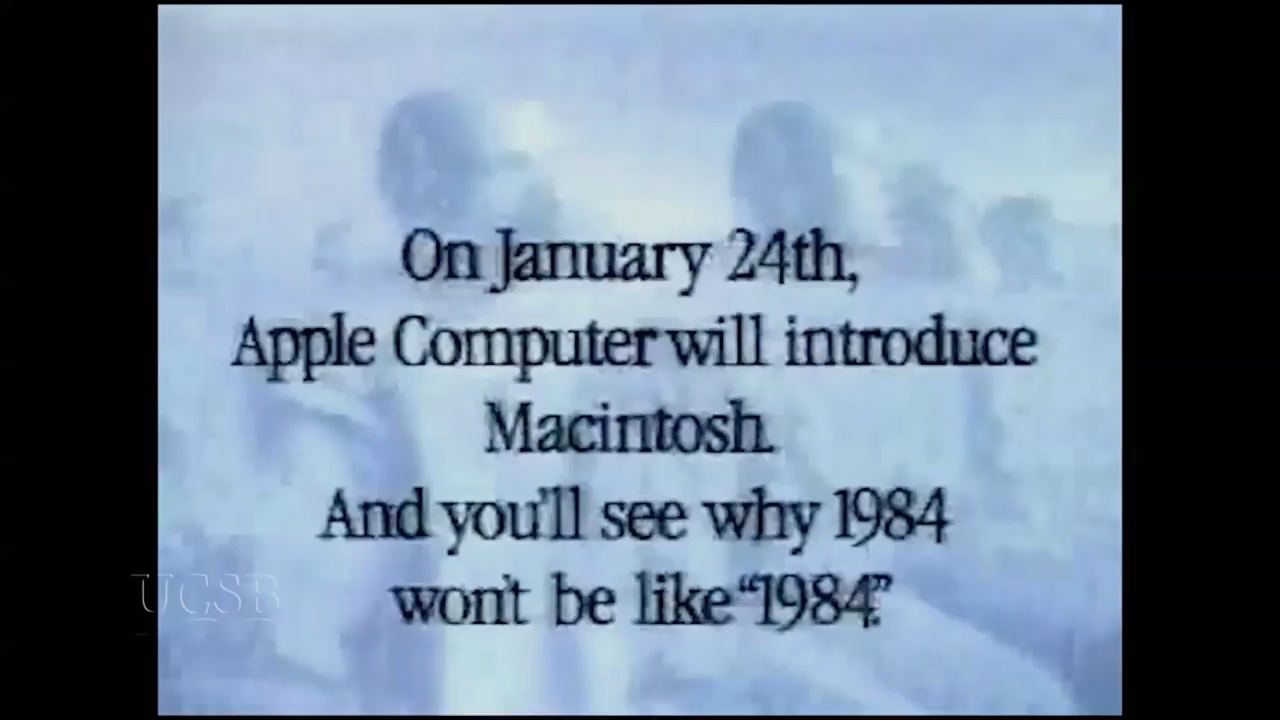 On January 24th,
Apple Computer will introduce
Macintosh.
And you'll see why 1984
won't be like “1984.”
UCSB